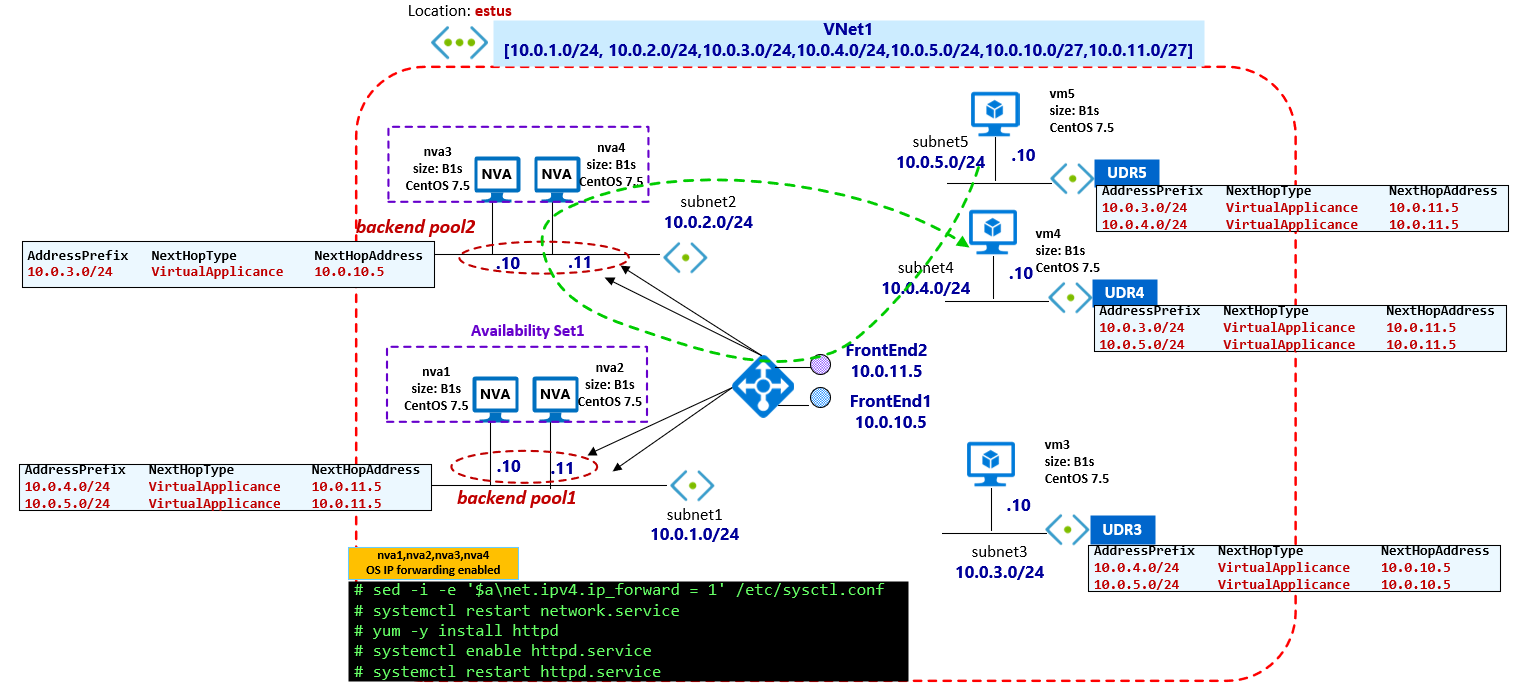 Location: estus
VNet1
[10.0.1.0/24, 10.0.2.0/24,10.0.3.0/24,10.0.4.0/24,10.0.5.0/24,10.0.10.0/27,10.0.11.0/27]
nva3
size: B1s
CentOS 7.5
NVA
NVA
nva4
size: B1s
CentOS 7.5
backend pool2
.10
.11
subnet2
10.0.2.0/24
AddressPrefix NextHopType NextHopAddress
10.0.3.0/24 VirtualApplicance 10.0.10.5
vm5
size: B1s
CentOS 7.5
subnet5
10.0.5.0/24
.10
UDR5
AddressPrefix NextHopType NextHopAddress
10.0.3.0/24 VirtualApplicance 10.0.11.5
10.0.4.0/24 VirtualApplicance 10.0.11.5
vm4
size: B1s
CentOS 7.5
subnet4
10.0.4.0/24
.10
UDR4
AddressPrefix NextHopType NextHopAddress
10.0.3.0/24 VirtualApplicance 10.0.11.5
10.0.5.0/24 VirtualApplicance 10.0.11.5
Availability Set1
nva1
size: B1s
CentOS 7.5
NVA
NVA
nva2
size: B1s
CentOS 7.5
FrontEnd2
10.0.11.5
FrontEnd1
10.0.10.5
.10
.11
backend pool1
subnet1
10.0.1.0/24
AddressPrefix NextHopType NextHopAddress
10.0.4.0/24 VirtualApplicance 10.0.11.5
10.0.5.0/24 VirtualApplicance 10.0.11.5
vm3
size: B1s
CentOS 7.5
.10
subnet3
10.0.3.0/24
UDR3
AddressPrefix NextHopType NextHopAddress
10.0.4.0/24 VirtualApplicance 10.0.10.5
10.0.5.0/24 VirtualApplicance 10.0.10.5
nva1,nva2,nva3,nva4
OS IP forwarding enabled
# sed -i -e '$a\net.ipv4.ip_forward = 1' /etc/sysctl.conf
# systemctl restart network.service
# yum -y install httpd
# systemctl enable httpd.service
# systemctl restart httpd.service